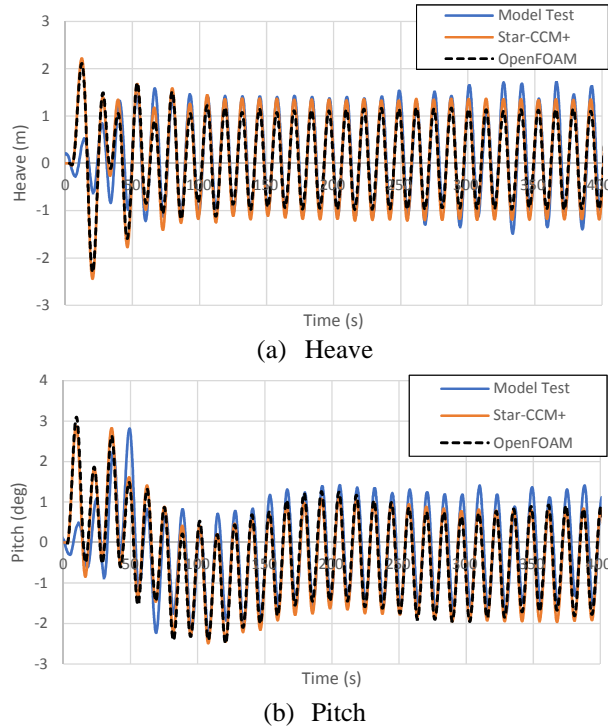 3
2
1
0
-1
-2
-3
Heave (m)
0 50 100 150 200 250 300 350 400
Time (s)
Model Test
Star-CCM+
OpenFOAM
(a) Heave
4
3
2
1
0
-1
-2
-3
Pitch (deg)
0 50 100 150 200 250 300 350 400
Time (s)
Model Test
Star-CCM+
OpenFOAM
(b) Pitch